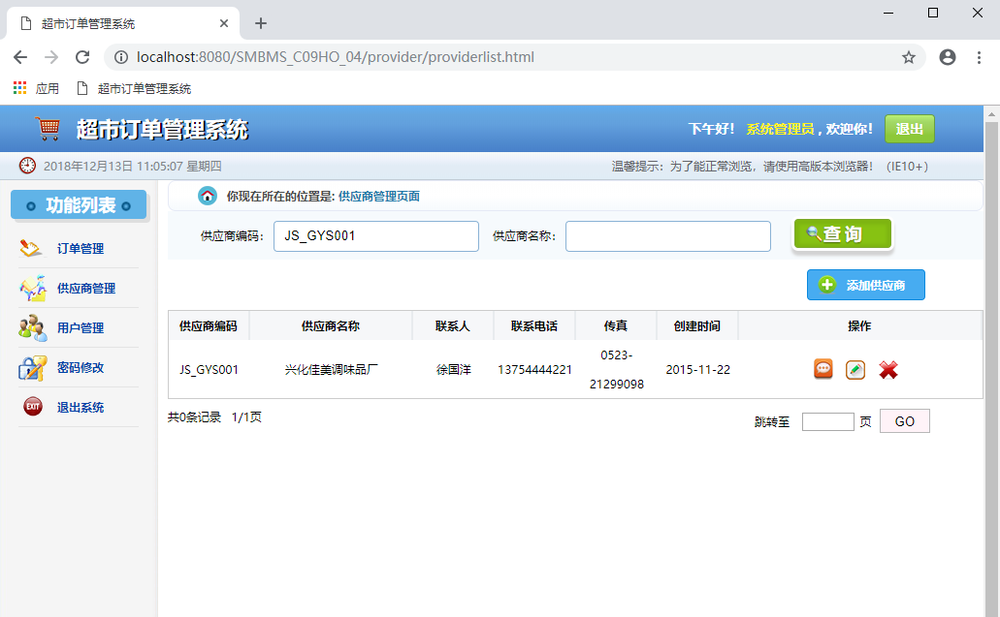 超市订单管理系统
localhost:8080/SMBMS_C09HO_04/provider/providerlist.html
应用 超市订单管理系统
超市订单管理系统
下午好! 系统管理员 , 欢迎你! 退出
2018年12月13日 11:05:07 星期四
温馨提示: 为了能正常浏览, 请使用高版本浏览器! (IE10+)
功能列表
订单管理
供应商管理
用户管理
密码修改
EXIT 退出系统
你现在所在的位置是: 供应商管理页面
供应商编码: JS_GYS001 供应商名称: 查 询
添加供应商
供应商编码 供应商名称 联系人 联系电话 传真 创建时间 操作
JS_GYS001 兴化佳美调味品厂 徐国洋 13754444221 0523-21299098 2015-11-22
共0条记录 1/1页
跳转至 页 GO